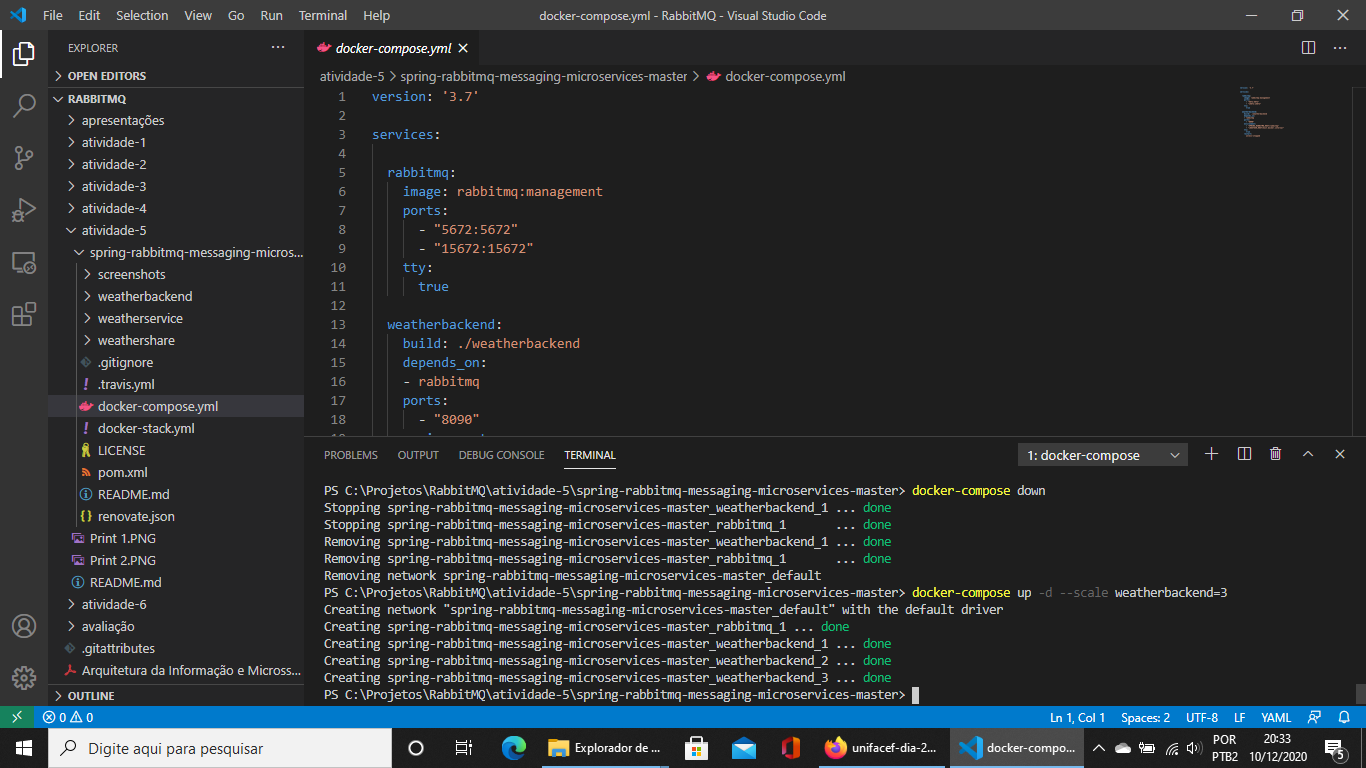 File Edit Selection View Go Run Terminal Help
docker-compose.yml - RabbitMQ - Visual Studio Code
EXPLORER
OPEN EDITORS
RABBITMQ
apresentações
atividade-1
atividade-2
atividade-3
atividade-4
atividade-5
spring-rabbitmq-messaging-micros...
screenshots
weatherbackend
weatherservice
weathershare
.gitignore
.travis.yml
docker-compose.yml
docker-stack.yml
LICENSE
pom.xml
README.md
renovate.json
Print 1.PNG
Print 2.PNG
README.md
atividade-6
avaliação
.gitattributes
Arquitetura da Informação e Micross...
OUTLINE
docker-compose.yml
atividade-5 > spring-rabbitmq-messaging-microservices-master > docker-compose.yml
1 version: '3.7'
2
3 services:
4
5 rabbitmq:
6 image: rabbitmq:management
7 ports:
8 - "5672:5672"
9 - "15672:15672"
10 tty:
11 true
12
13 weatherbackend:
14 build: ./weatherbackend
15 depends_on:
16 - rabbitmq
17 ports:
18 - "8090"
PROBLEMS OUTPUT DEBUG CONSOLE TERMINAL
1: docker-compose
PS C:\Projetos\RabbitMQ\atividade-5\spring-rabbitmq-messaging-microservices-master> docker-compose down
Stopping spring-rabbitmq-messaging-microservices-master_weatherbackend_1 ... done
Stopping spring-rabbitmq-messaging-microservices-master_rabbitmq_1 ... done
Removing spring-rabbitmq-messaging-microservices-master_weatherbackend_1 ... done
Removing spring-rabbitmq-messaging-microservices-master_rabbitmq_1 ... done
Removing network spring-rabbitmq-messaging-microservices-master_default
PS C:\Projetos\RabbitMQ\atividade-5\spring-rabbitmq-messaging-microservices-master> docker-compose up -d --scale weatherbackend=3
Creating network "spring-rabbitmq-messaging-microservices-master_default" with the default driver
Creating spring-rabbitmq-messaging-microservices-master_rabbitmq_1 ... done
Creating spring-rabbitmq-messaging-microservices-master_weatherbackend_1 ... done
Creating spring-rabbitmq-messaging-microservices-master_weatherbackend_2 ... done
Creating spring-rabbitmq-messaging-microservices-master_weatherbackend_3 ... done
PS C:\Projetos\RabbitMQ\atividade-5\spring-rabbitmq-messaging-microservices-master>
0 0
Ln 1, Col 1 Spaces: 2 UTF-8 LF YAML
Digite aqui para pesquisar
Explorador de ...
unifacef-dia-2...
docker-compo...
POR
PTB2
20:33
10/12/2020
5